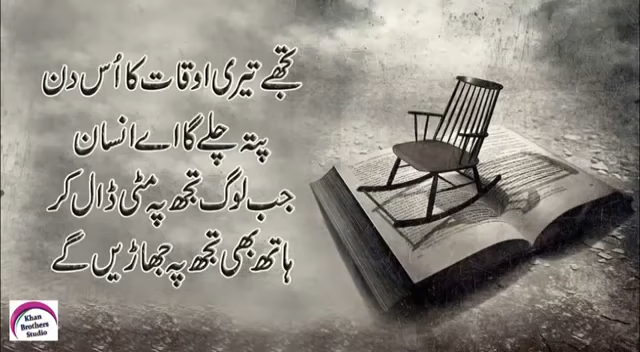 تجھے تیری اوقات کا اُس دن
پتہ چلے گا اے انسان
جب لوگ تجھ پہ مٹی ڈال کر
ہاتھ بھی تجھ پہ جھاڑیں گے
Khan
Brothers
Studio